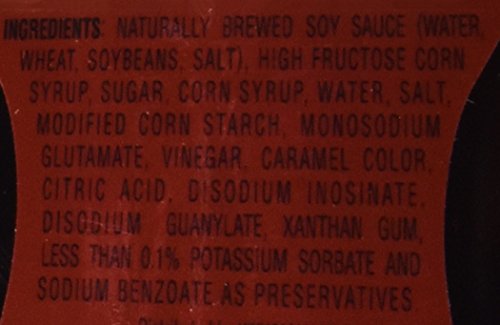 INGREDIENTS: NATURALLY BREWED SOY SAUCE (WATER,
WHEAT, SOYBEANS, SALT), HIGH FRUCTOSE CORN
SYRUP, SUGAR, CORN SYRUP, WATER, SALT,
MODIFIED CORN STARCH, MONOSODIUM
GLUTAMATE, VINEGAR, CARAMEL COLOR,
CITRIC ACID, DISODIUM INOSINATE,
DISODIUM GUANYLATE, XANTHAN GUM,
LESS THAN 0.1% POTASSIUM SORBATE AND
SODIUM BENZOATE AS PRESERVATIVES.